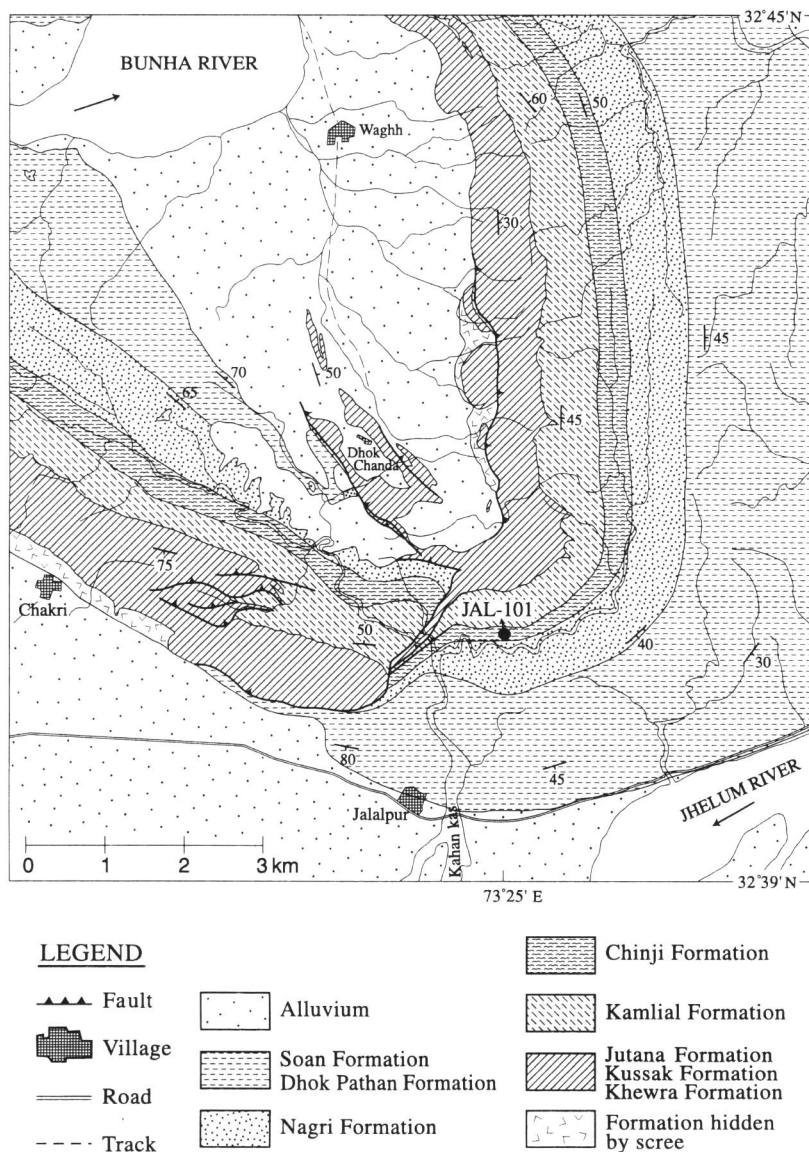 32°45' N
BUNHA RIVER
60
50
Waghh
30
45
70
50
65
45
Dhok
Chanda
75
Chakri
JAL-101
50
40
30
80
45
Jalalpur
JHELUM RIVER
Kahan kas
0 1 2 3 km
73°25' E
32°39' N
LEGEND
Fault
Village
Road
Track
Alluvium
Soan Formation
Dhok Pathan Formation
Nagri Formation
Chinji Formation
Kamlial Formation
Jutana Formation
Kussak Formation
Khewra Formation
Formation hidden
by scree